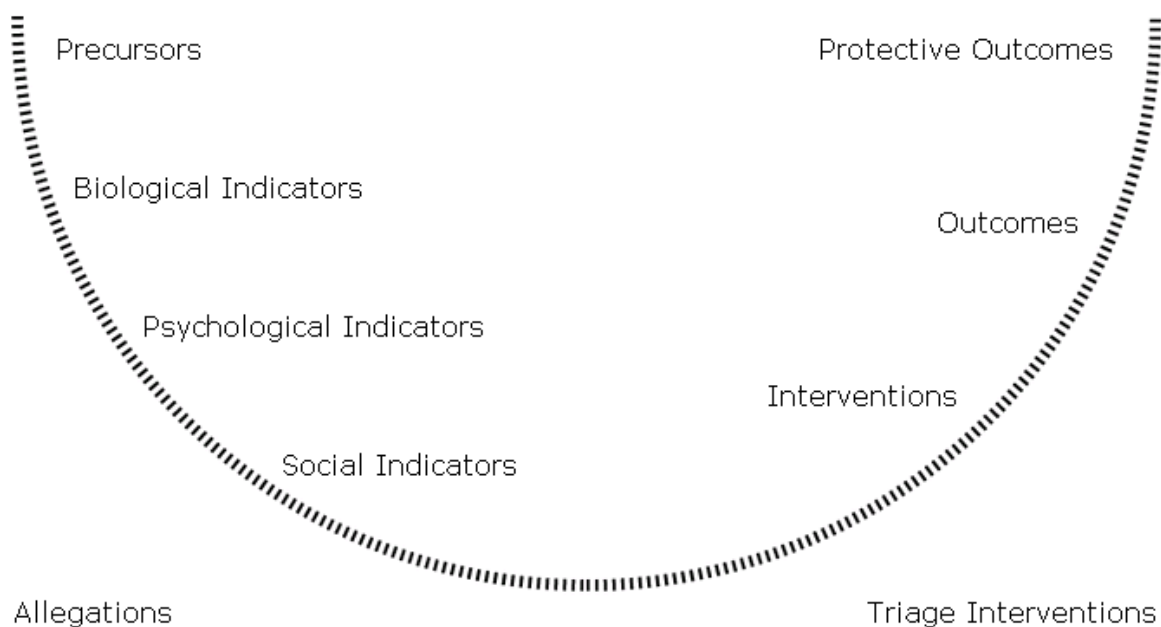 Precursors
Protective Outcomes
Biological Indicators
Outcomes
Psychological Indicators
Interventions
Social Indicators
Allegations
Triage Interventions